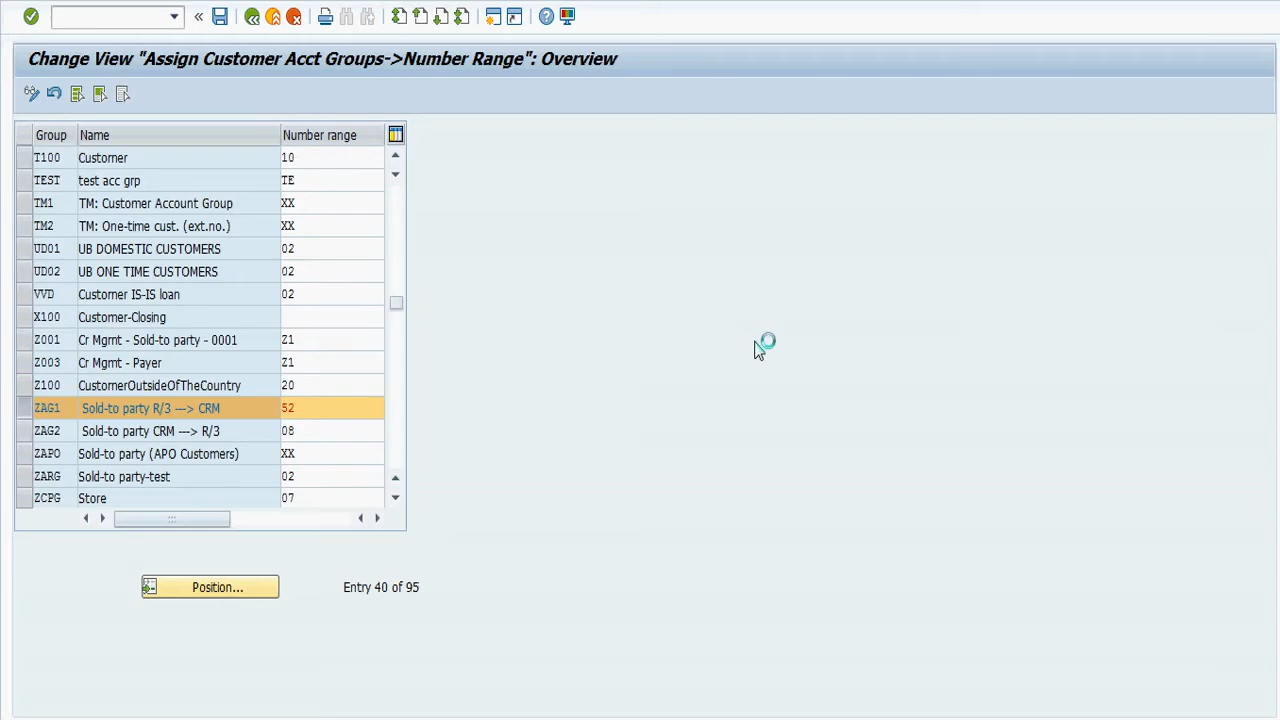 Change View "Assign Customer Acct Groups->Number Range": Overview
Group Name Number range
T100 Customer 10
TEST test acc grp TE
TM1 TM: Customer Account Group XX
TM2 TM: One-time cust. (ext.no.) XX
UD01 UB DOMESTIC CUSTOMERS 02
UD02 UB ONE TIME CUSTOMERS 02
VVD Customer IS-IS loan 02
X100 Customer-Closing
Z001 Cr Mgmt - Sold-to party - 0001 Z1
Z003 Cr Mgmt - Payer Z1
Z100 CustomerOutsideOfTheCountry 20
ZAG1 Sold-to party R/3 ---> CRM 52
ZAG2 Sold-to party CRM ---> R/3 08
ZAPO Sold-to party (APO Customers) XX
ZARG Sold-to party-test 02
ZCPG Store 07
Position... Entry 40 of 95